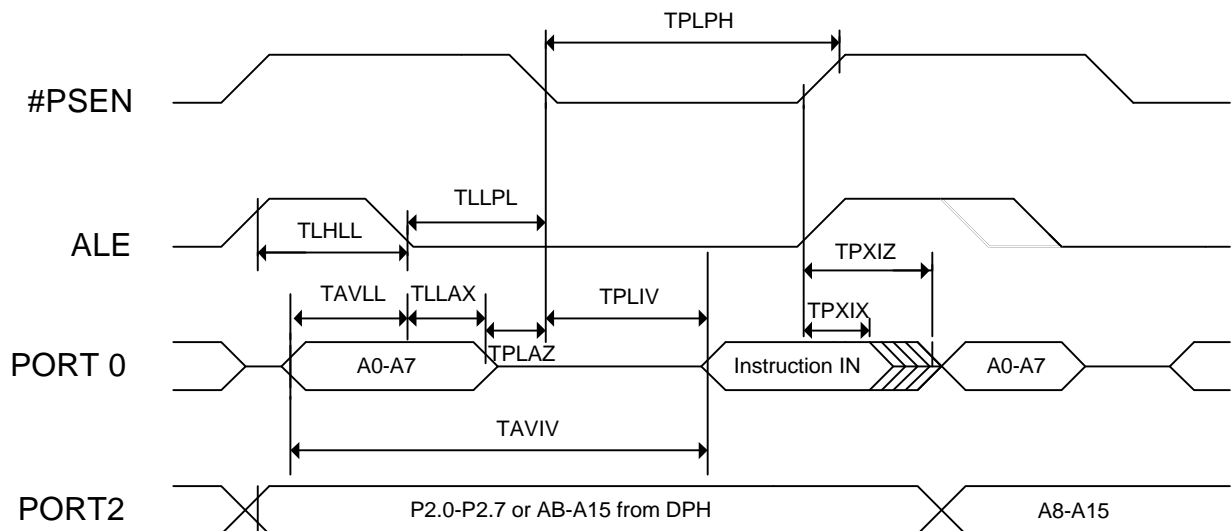 TPLPH
#PSEN
TLLPL
ALE
TLHLL
TPXIZ
TAVLL
TLLAX
TPLIV
TPXIX
TPLAZ
PORT 0
A0-A7
Instruction IN
A0-A7
TAVIV
PORT2
P2.0-P2.7 or AB-A15 from DPH
A8-A15